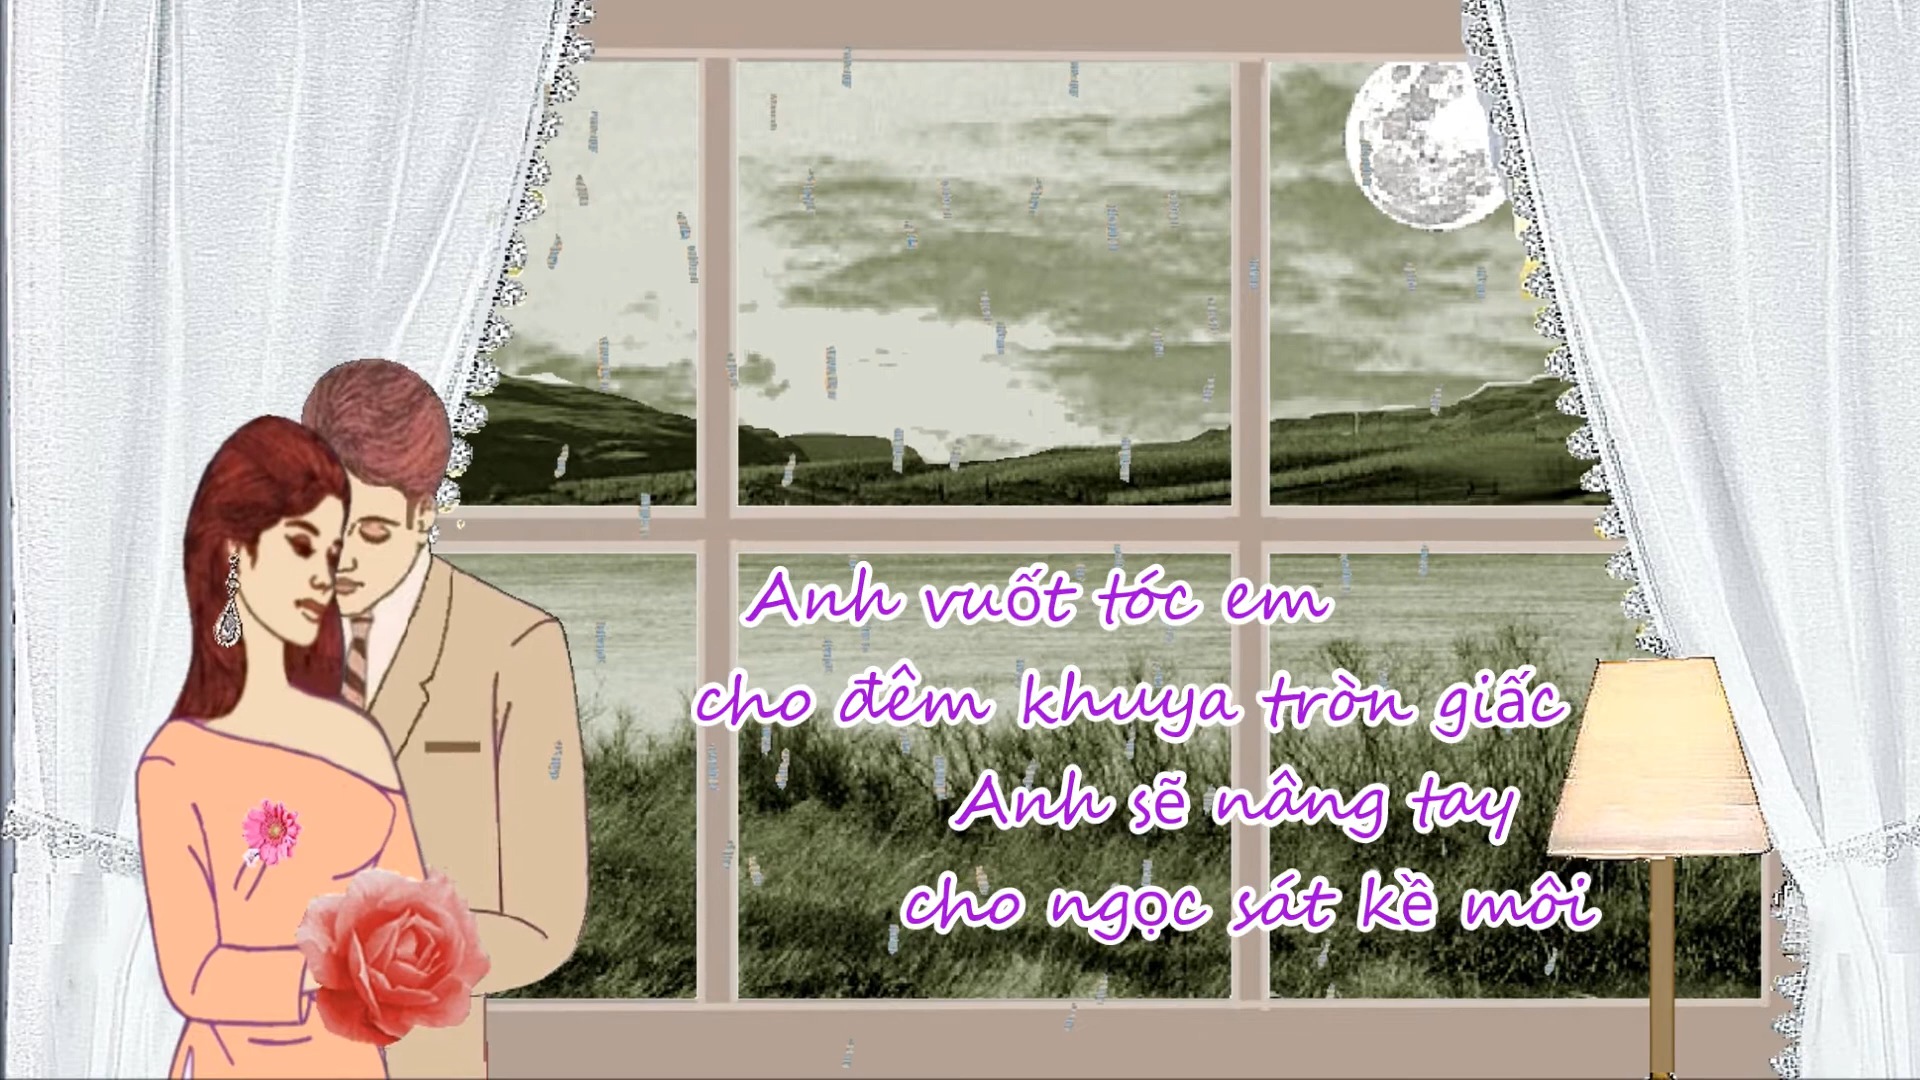 Anh vuốt tóc em
cho đêm khuya tròn giấc
Anh sẽ nâng tay
cho ngọc sát kề môi